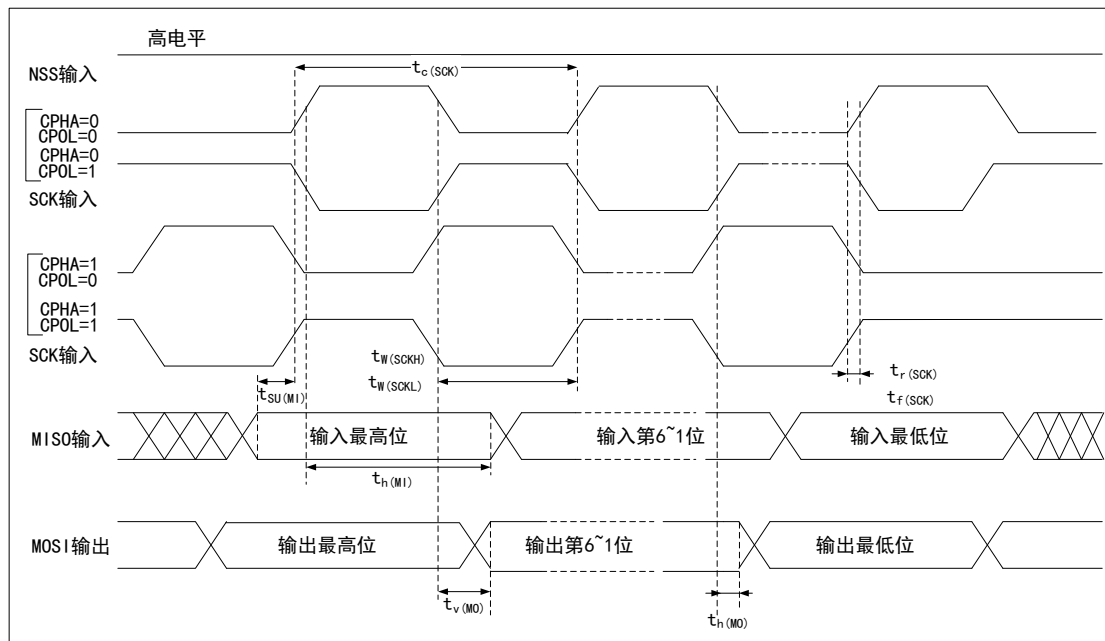 高电平
NSS输入
tc(SCK)
CPHA=0
CPOL=0
CPHA=0
CPOL=1
SCK输入
CPHA=1
CPOL=0
CPHA=1
CPOL=1
SCK输入
tW(SCKH)
tW(SCKL)
tr(SCK)
tf(SCK)
tSU(MI)
MISO输入
输入最高位
输入第6~1位
输入最低位
th(MI)
MOSI输出
输出最高位
输出第6~1位
输出最低位
tv(MO)
th(MO)